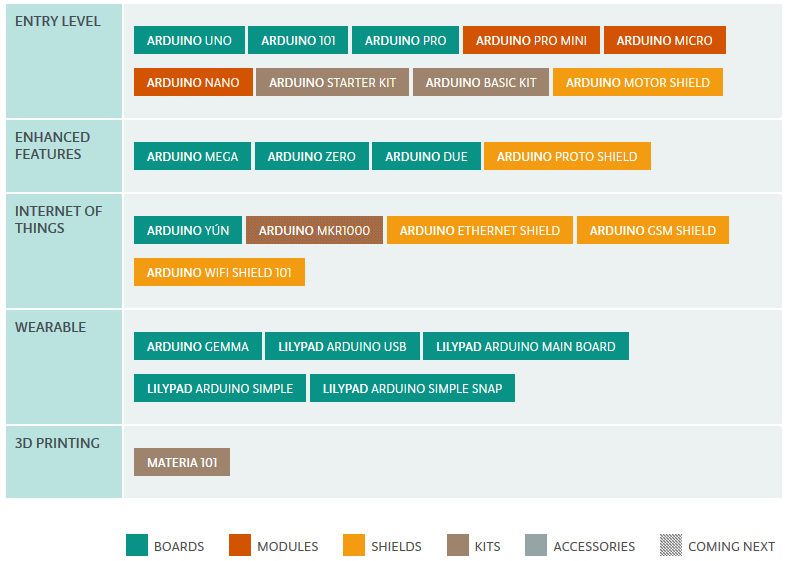 ENTRY LEVEL
ARDUINO UNO ARDUINO 101 ARDUINO PRO ARDUINO PRO MINI ARDUINO MICRO
ARDUINO NANO ARDUINO STARTER KIT ARDUINO BASIC KIT ARDUINO MOTOR SHIELD
ENHANCED
FEATURES
ARDUINO MEGA ARDUINO ZERO ARDUINO DUE ARDUINO PROTO SHIELD
INTERNET OF
THINGS
ARDUINO YÚN ARDUINO MKR1000 ARDUINO ETHERNET SHIELD ARDUINO GSM SHIELD
ARDUINO WIFI SHIELD 101
WEARABLE
ARDUINO GEMMA LILYPAD ARDUINO USB LILYPAD ARDUINO MAIN BOARD
LILYPAD ARDUINO SIMPLE LILYPAD ARDUINO SIMPLE SNAP
3D PRINTING
MATERIA 101
BOARDS MODULES SHIELDS KITS ACCESSORIES COMING NEXT